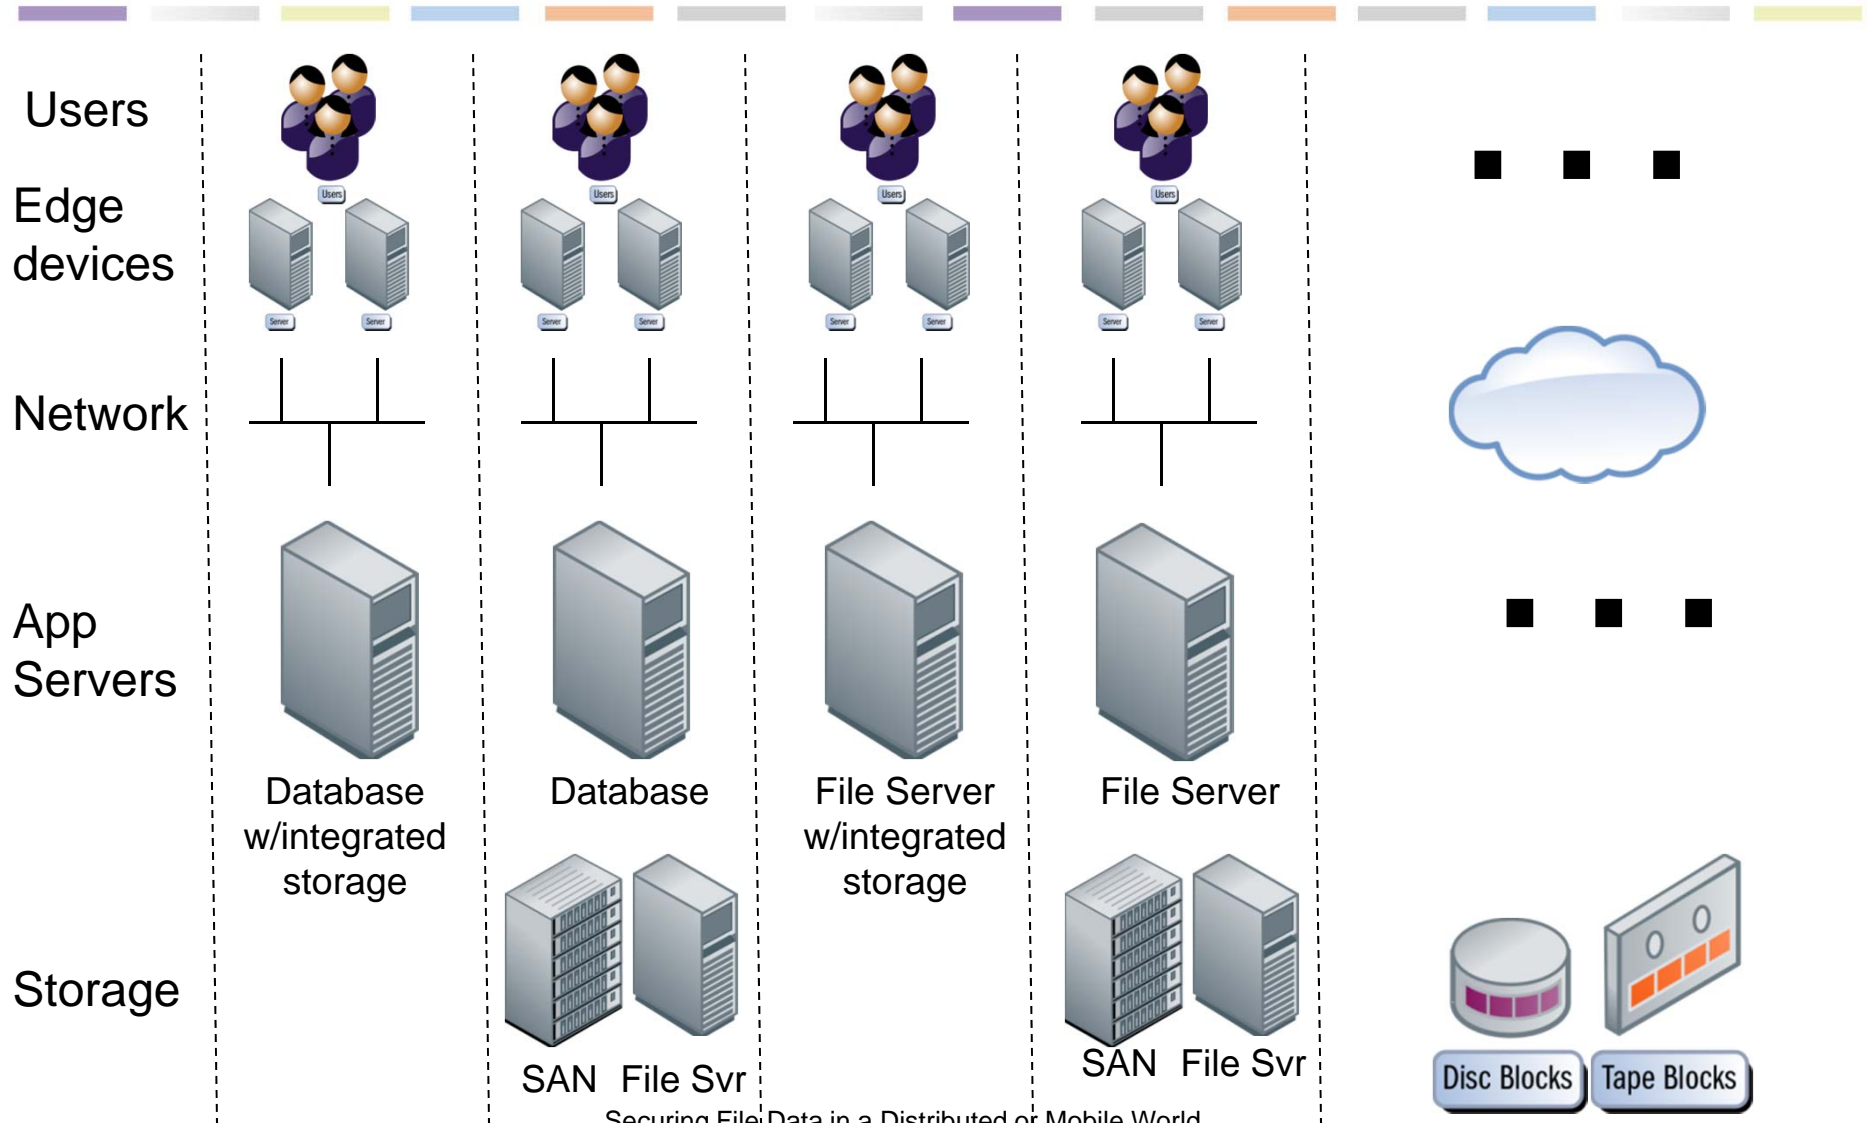 Users
Users
Users
Users
Users
Edge
devices
Server
Server
Server
Server
Server
Server
Server
Server
Network
App
Servers
Database
w/integrated
storage
Database
File Server
w/integrated
storage
File Server
Storage
SAN
File Svr
SAN
File Svr
Disc Blocks
Tape Blocks
Securing File Data in a Distributed or Mobile World